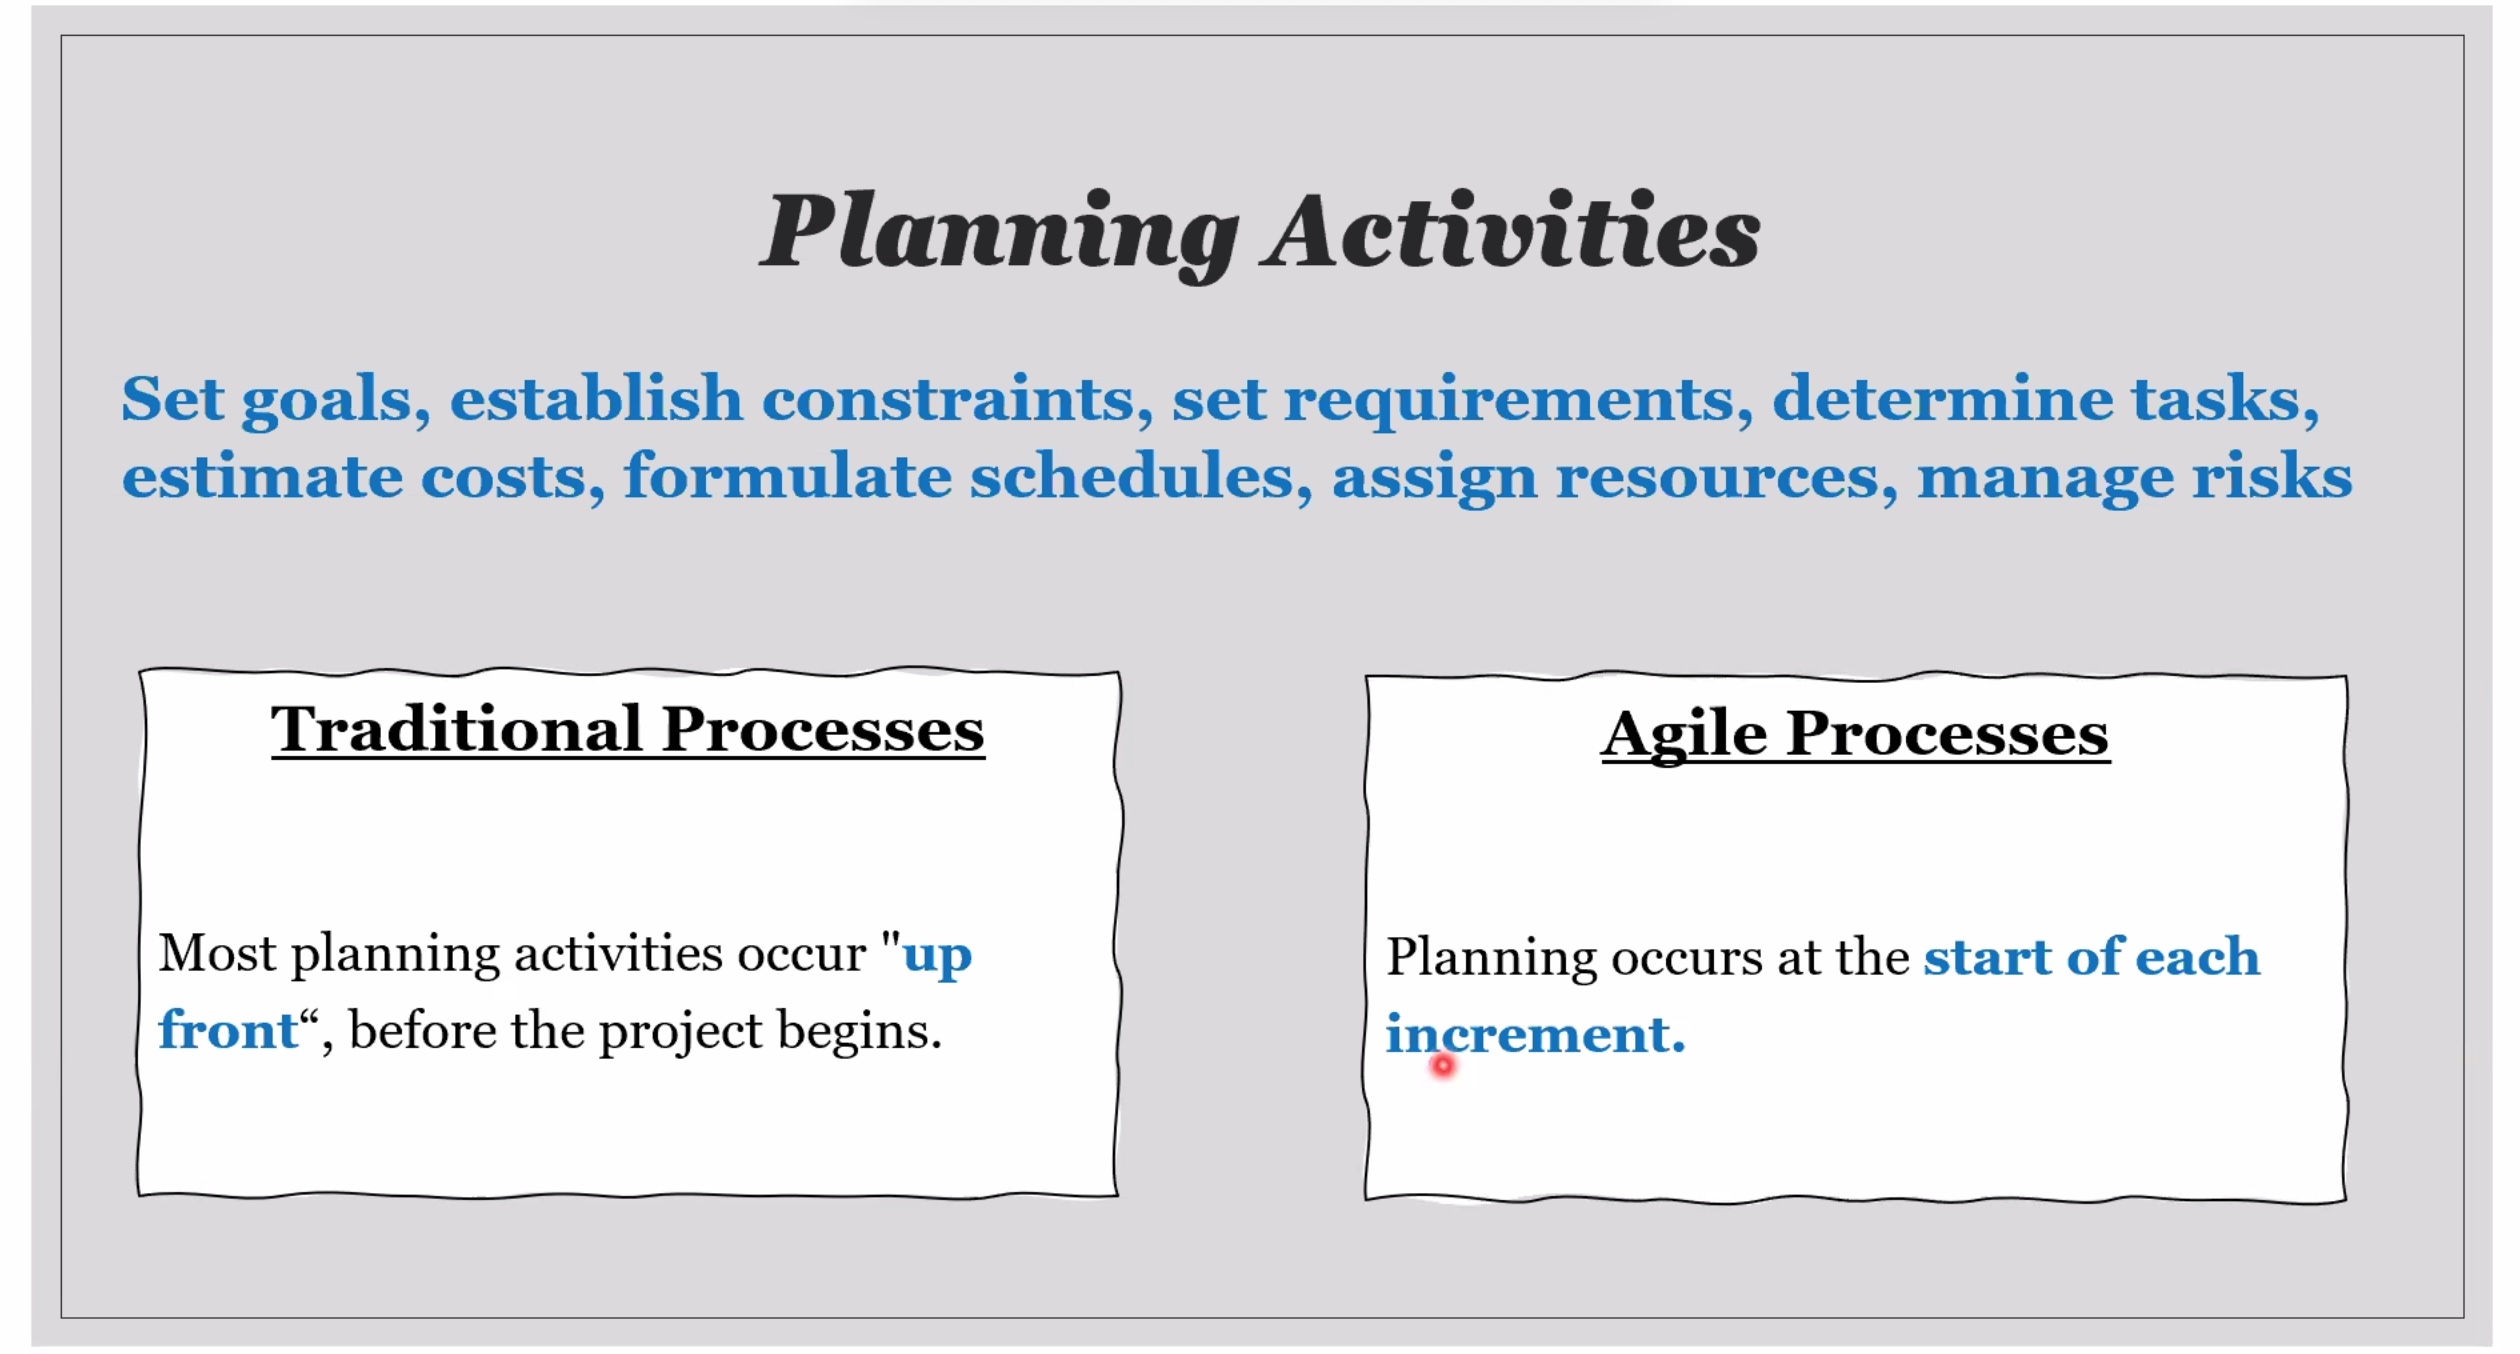 Planning Activities
Set goals, establish constraints, set requirements, determine tasks,
estimate costs, formulate schedules, assign resources, manage risks
Traditional Processes
Most planning activities occur "up
front“, before the project begins.
Agile Processes
Planning occurs at the start of each
increment.